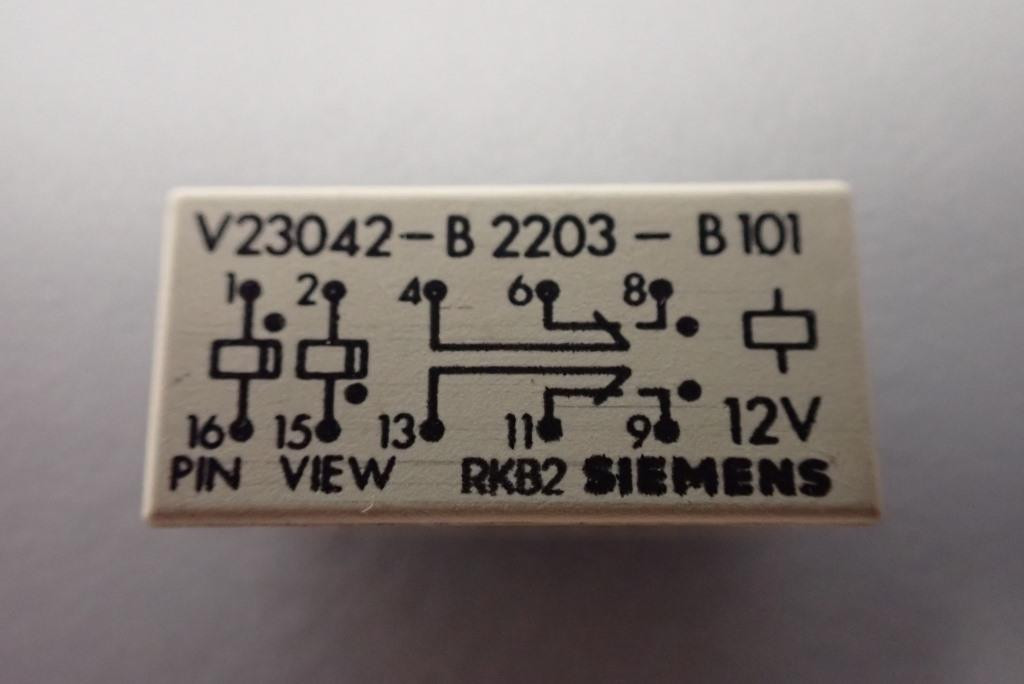 V23042-B 2203 - B 101
1 2 4 6 8
12V
16 15 13 11 9
PIN VIEW RKB2 SIEMENS